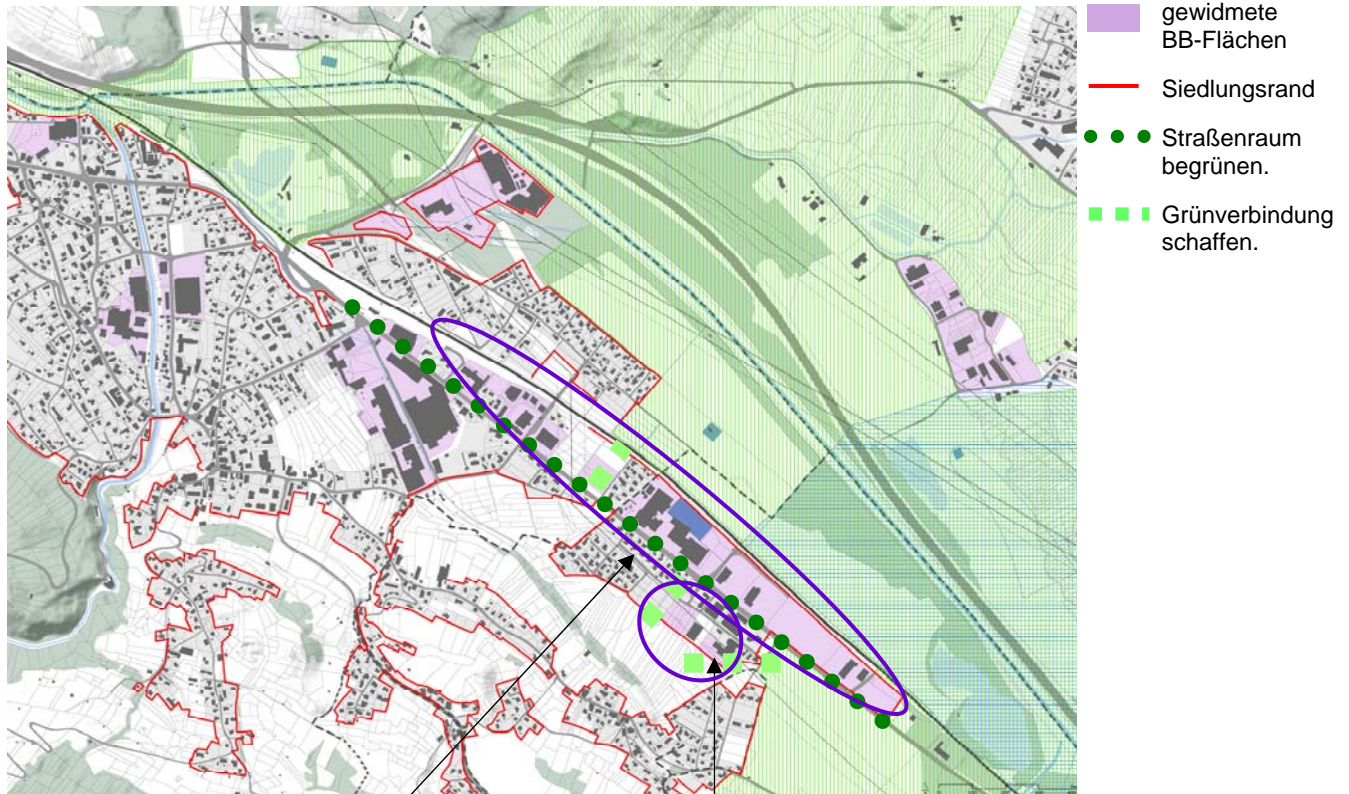 gewidmete
BB-Flächen
Siedlungsrand
Straßenraum
begrünen.
Grünverbindung
schaffen.